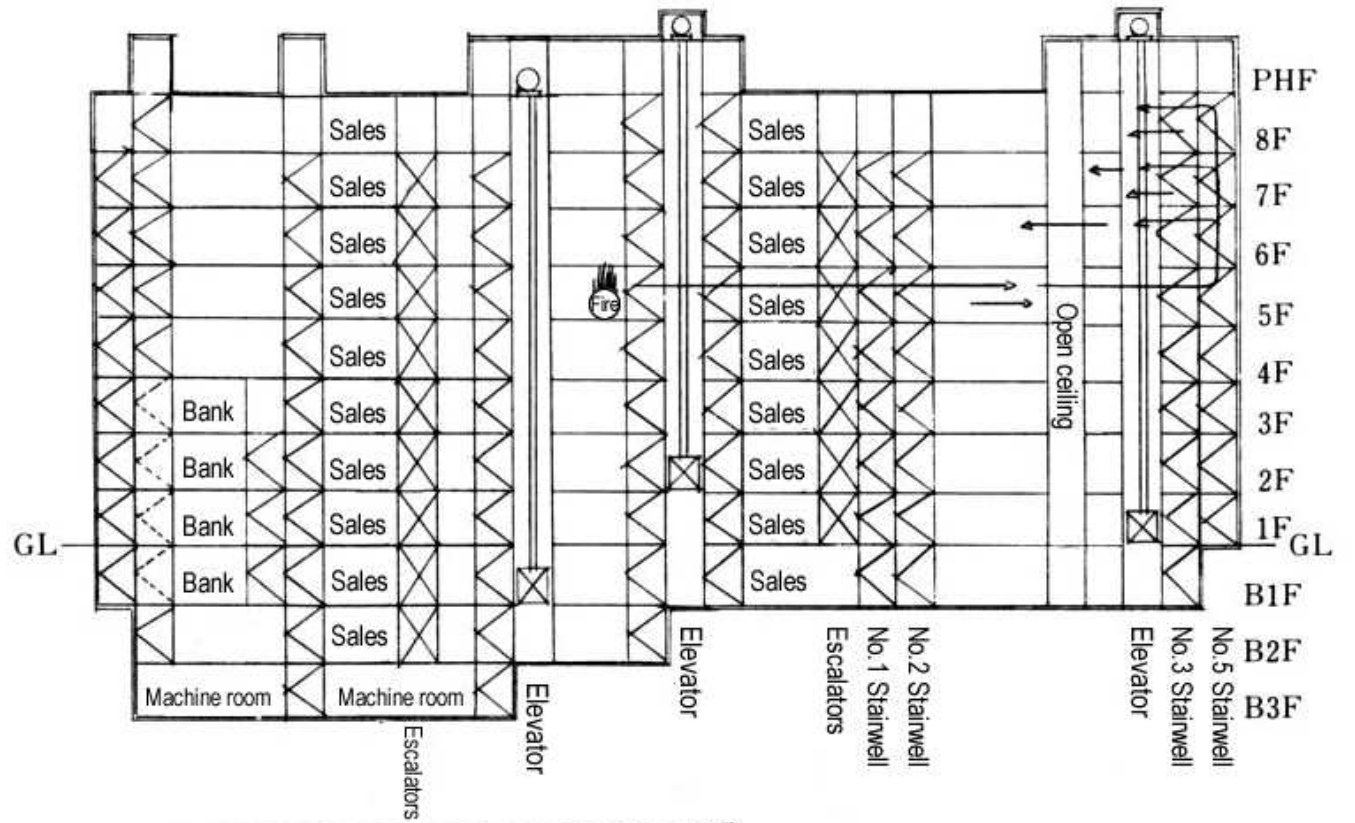 PHF
Sales
Sales
8F
Sales
Sales
7F
Sales
Sales
6F
Sales
Fire
Sales
5F
Sales
Sales
4F
Open ceiling
Bank
Sales
Sales
3F
Bank
Sales
Sales
2F
Bank
Sales
Sales
1F
GL
GL
Bank
Sales
Sales
B1F
Sales
B2F
Machine room
Machine room
B3F
Escalators
Elevator
Elevator
Escalators
No.1 Stairwell
No.2 Stairwell
Elevator
No.3 Stairwell
No.5 Stairwell